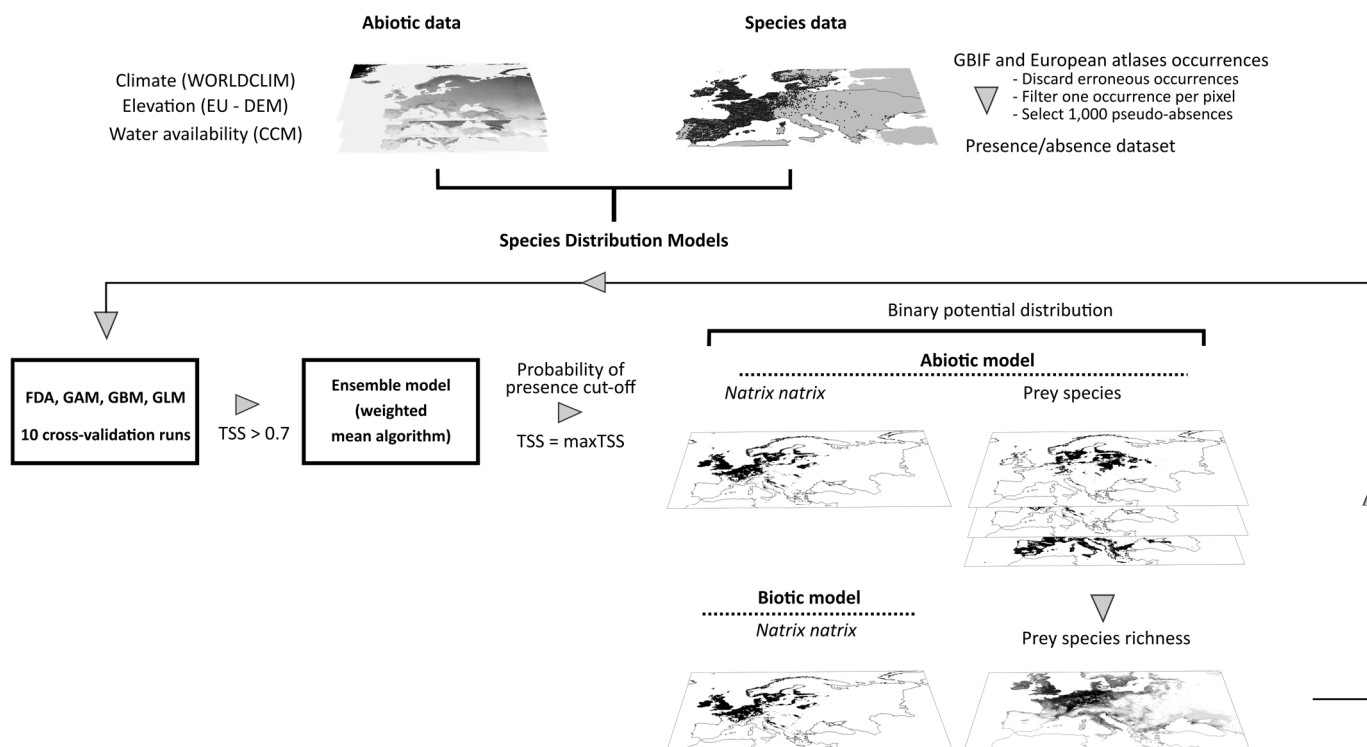 Abiotic data
Species data
Climate (WORLDCLIM)
Elevation (EU - DEM)
Water availability (CCM)
GBIF and European atlases occurrences
- Discard erroneous occurrences
- Filter one occurrence per pixel
- Select 1,000 pseudo-absences
Presence/absence dataset
Species Distribution Models
Binary potential distribution
FDA, GAM, GBM, GLM
10 cross-validation runs
TSS > 0.7
Ensemble model
(weighted
mean algorithm)
Probability of
presence cut-off
TSS = maxTSS
Abiotic model
Natrix natrix
Prey species
Biotic model
Natrix natrix
Prey species richness